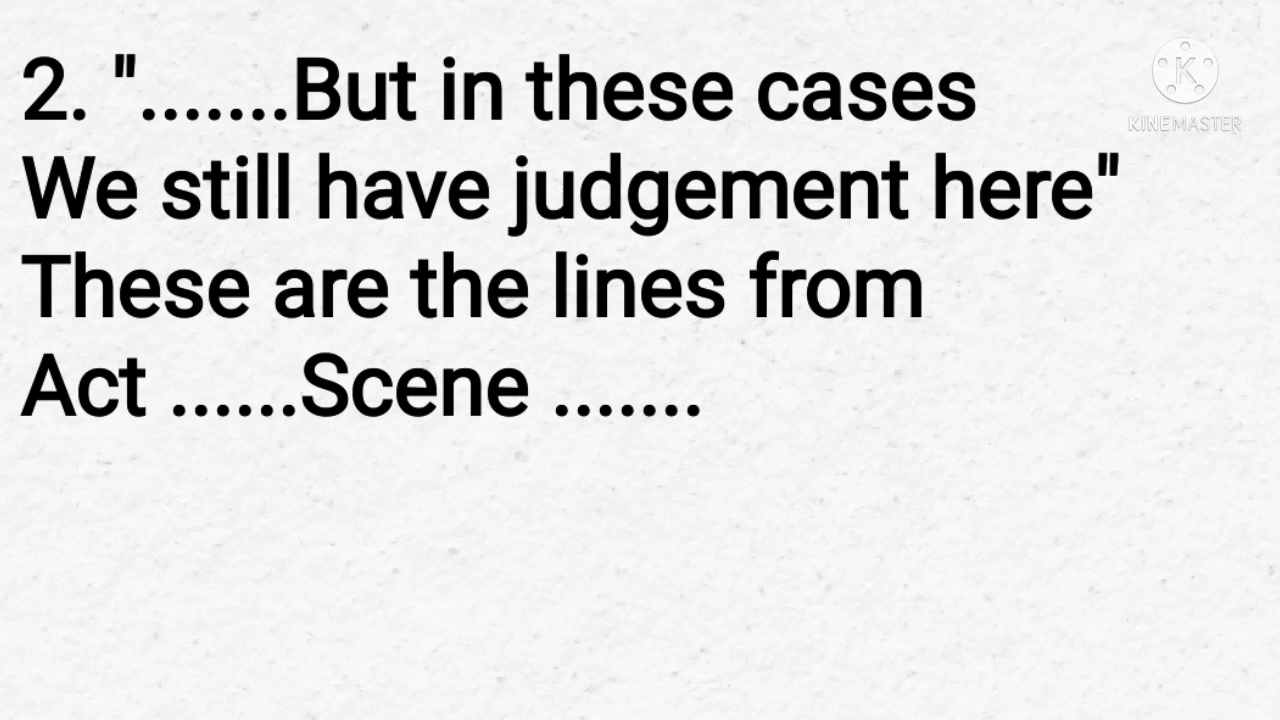 2. ".......But in these cases
We still have judgement here"
These are the lines from
Act ......Scene .......
KINEMASTER